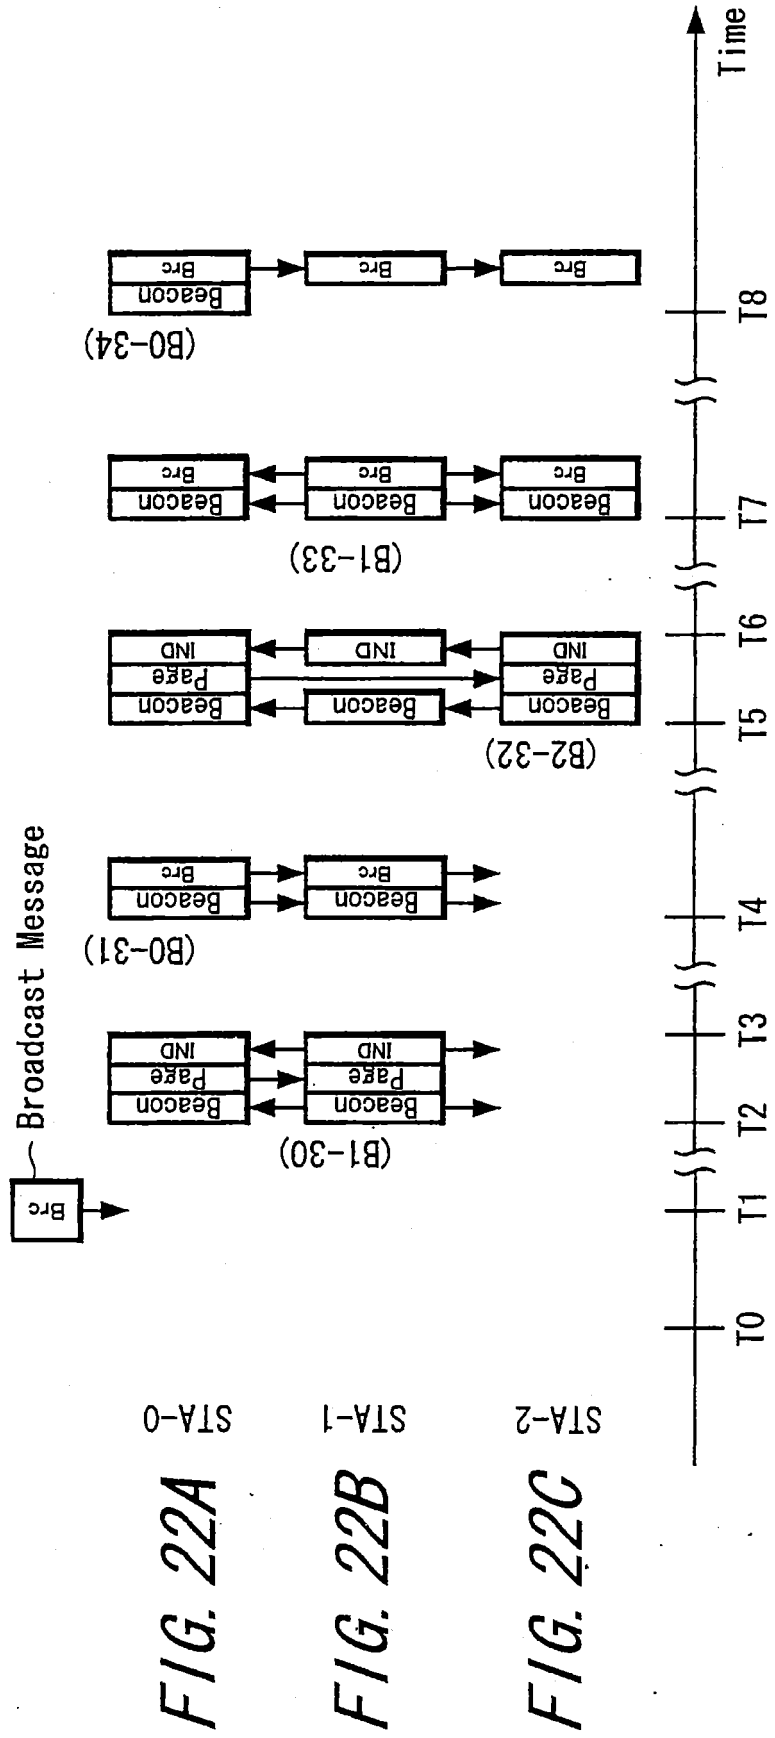 Broadcast Message
Brc
FIG. 22A
STA-0
Beacon
Page
IND
(B0-31)
Beacon
Brc
Beacon
Page
IND
Beacon
Brc
(B0-34)
Beacon
Brc
FIG. 22B
STA-1
(B1-30)
Beacon
Page
IND
Beacon
Brc
Beacon
IND
(B1-33)
Beacon
Brc
Brc
FIG. 22C
STA-2
(B2-32)
Beacon
Page
IND
Beacon
Brc
Brc
T0
T1
T2
T3
T4
T5
T6
T7
T8
Time